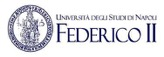 UNIVERSITÀ DEGLI STUDI DI NAPOLI
FEDERICO II